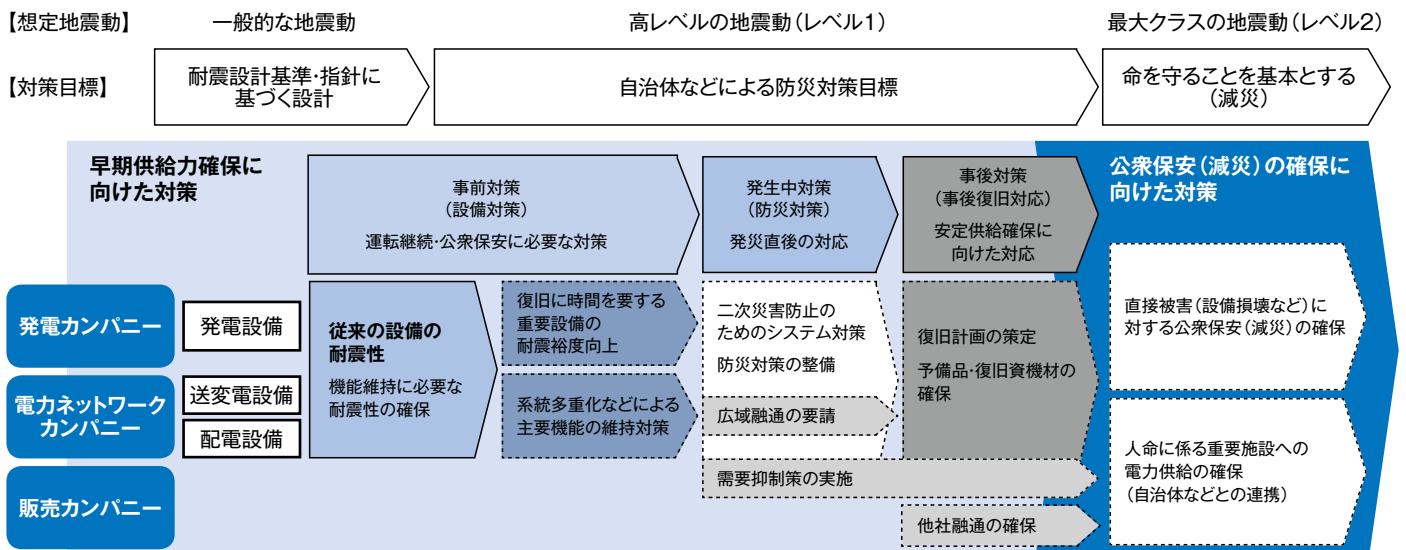 【想定地震動】
一般的な地震動
高レベルの地震動(レベル1)
最大クラスの地震動(レベル2)
【対策目標】
耐震設計基準・指針に
基づく設計
自治体などによる防災対策目標
命を守ることを基本とする
(減災)
早期供給力確保に
向けた対策
事前対策
(設備対策)
運転継続・公衆保安に必要な対策
発生中対策
(防災対策)
発災直後の対応
事後対策
(事後復旧対応)
安定供給確保に
向けた対応
公衆保安(減災)の確保に
向けた対策
発電カンパニー
発電設備
電力ネットワーク
カンパニー
送変電設備
配電設備
販売カンパニー
従来の設備の
耐震性
機能維持に必要な
耐震性の確保
復旧に時間を要する
重要設備の
耐震裕度向上
系統多重化などによる
主要機能の維持対策
二次災害防止の
ためのシステム対策
防災対策の整備
広域融通の要請
需要抑制策の実施
復旧計画の策定
予備品・復旧資機材の
確保
他社融通の確保
直接被害(設備損壊など)に
対する公衆保安(減災)の確保
人命に係る重要施設への
電力供給の確保
(自治体などとの連携)